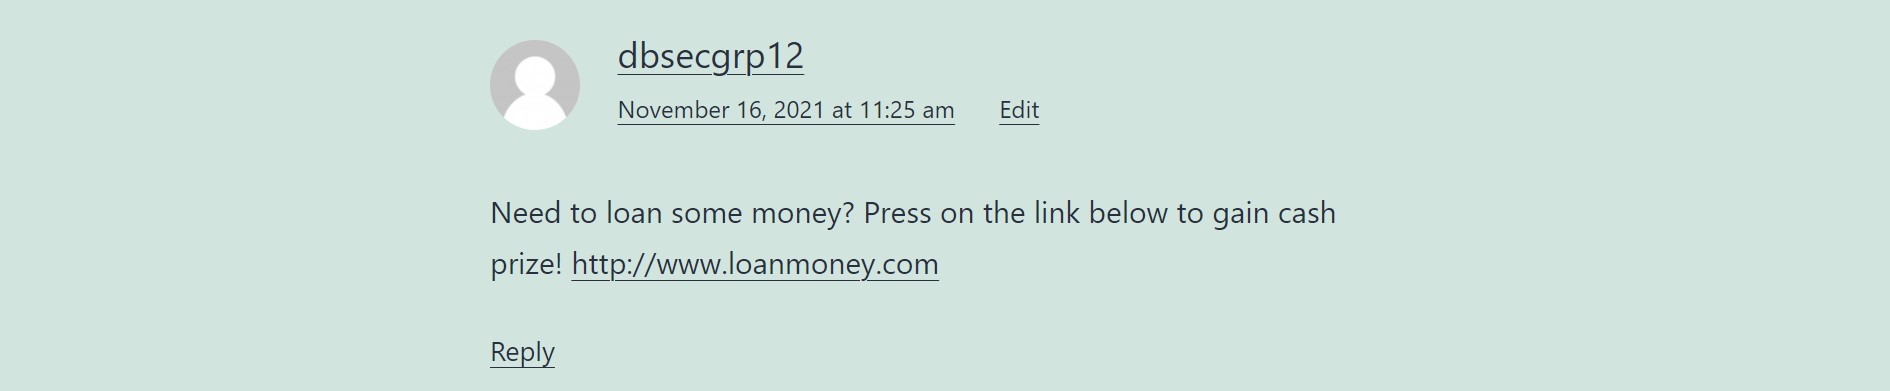 dbsecgrp12
November 16, 2021 at 11:25 am Edit
Need to loan some money? Press on the link below to gain cash
prize! http://www.loanmoney.com
Reply